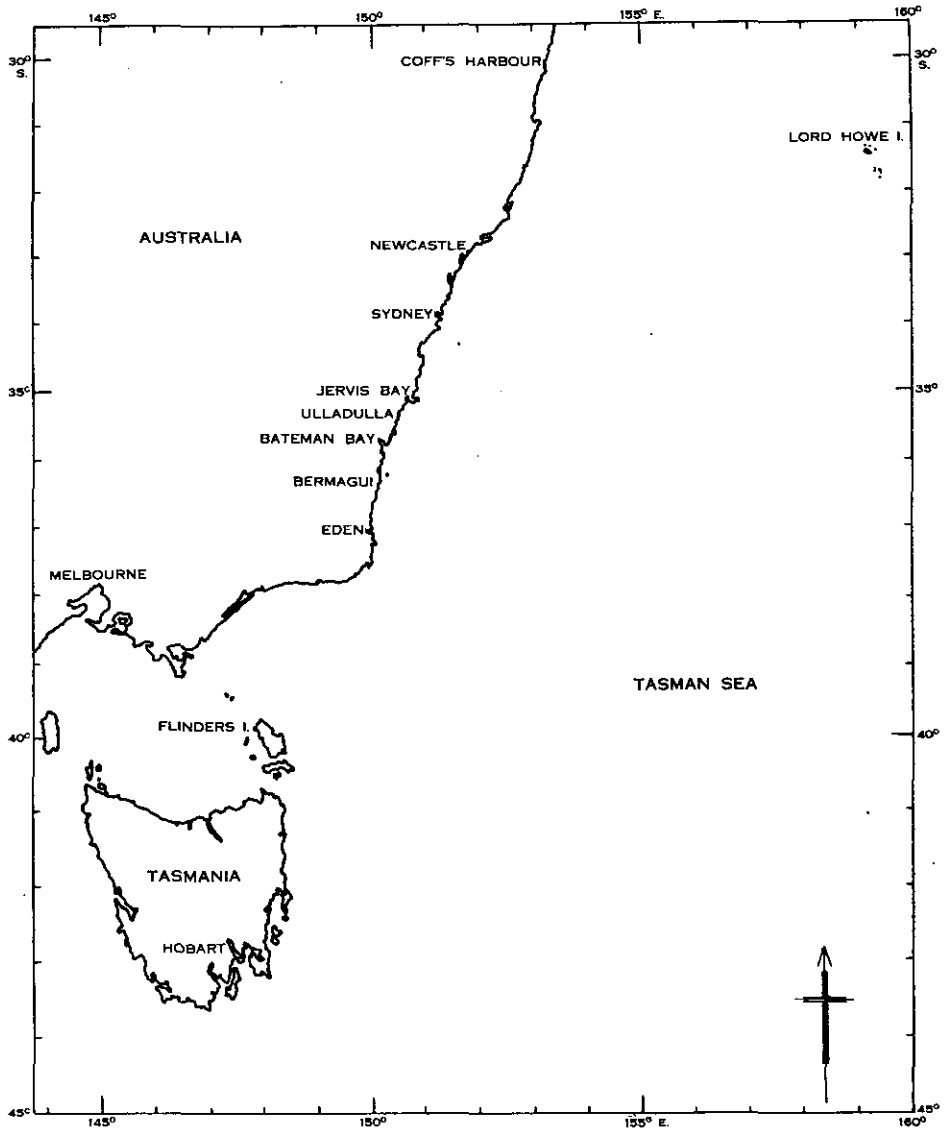 145° 150° 155° E. 160°
30° S. COFF'S HARBOUR 30° S.
LORD HOWE I.
AUSTRALIA
NEWCASTLE
SYDNEY
35° JERVIS BAY 35°
ULLADULLA
BATEMAN BAY
BERMAGUI
EDEN
MELBOURNE
TASMAN SEA
FLINDERS I.
40° 40°
TASMANIA
HOBART
45° 45°
145° 150° 155° E. 160°